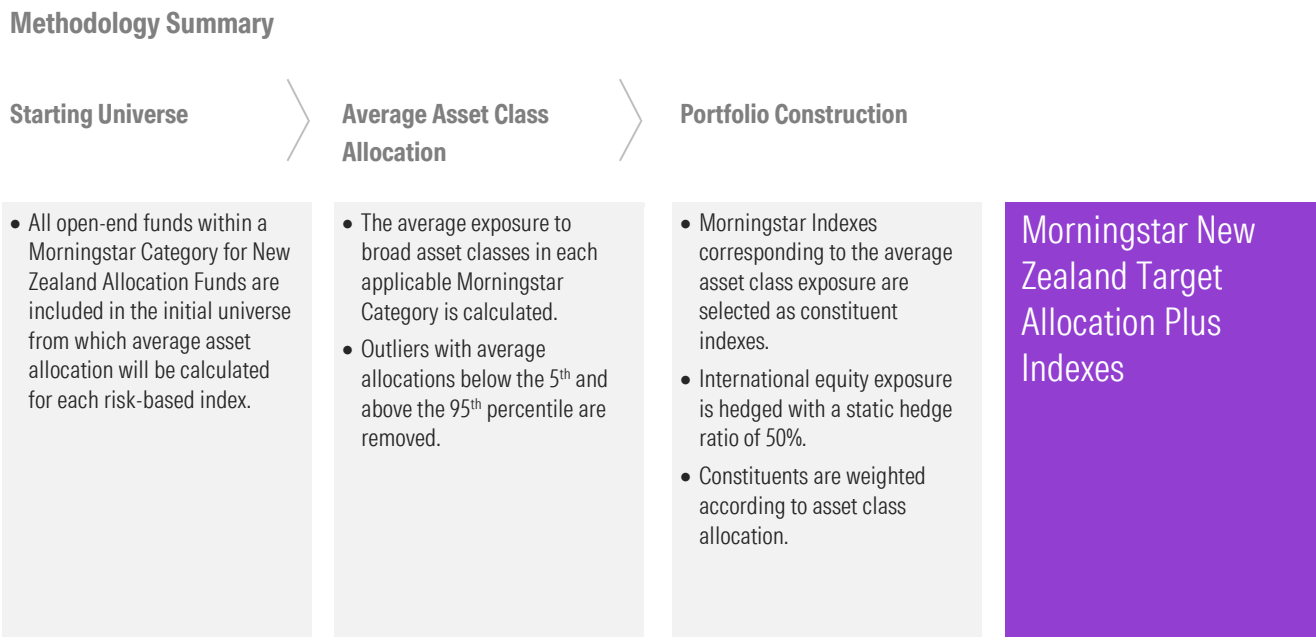 Methodology Summary
Starting Universe
Average Asset Class
Allocation
Portfolio Construction
• All open-end funds within a
Morningstar Category for New
Zealand Allocation Funds are
included in the initial universe
from which average asset
allocation will be calculated
for each risk-based index.
• The average exposure to
broad asset classes in each
applicable Morningstar
Category is calculated.
• Outliers with average
allocations below the 5th and
above the 95th percentile are
removed.
• Morningstar Indexes
corresponding to the average
asset class exposure are
selected as constituent
indexes.
• International equity exposure
is hedged with a static hedge
ratio of 50%.
• Constituents are weighted
according to asset class
allocation.
Morningstar New
Zealand Target
Allocation Plus
Indexes